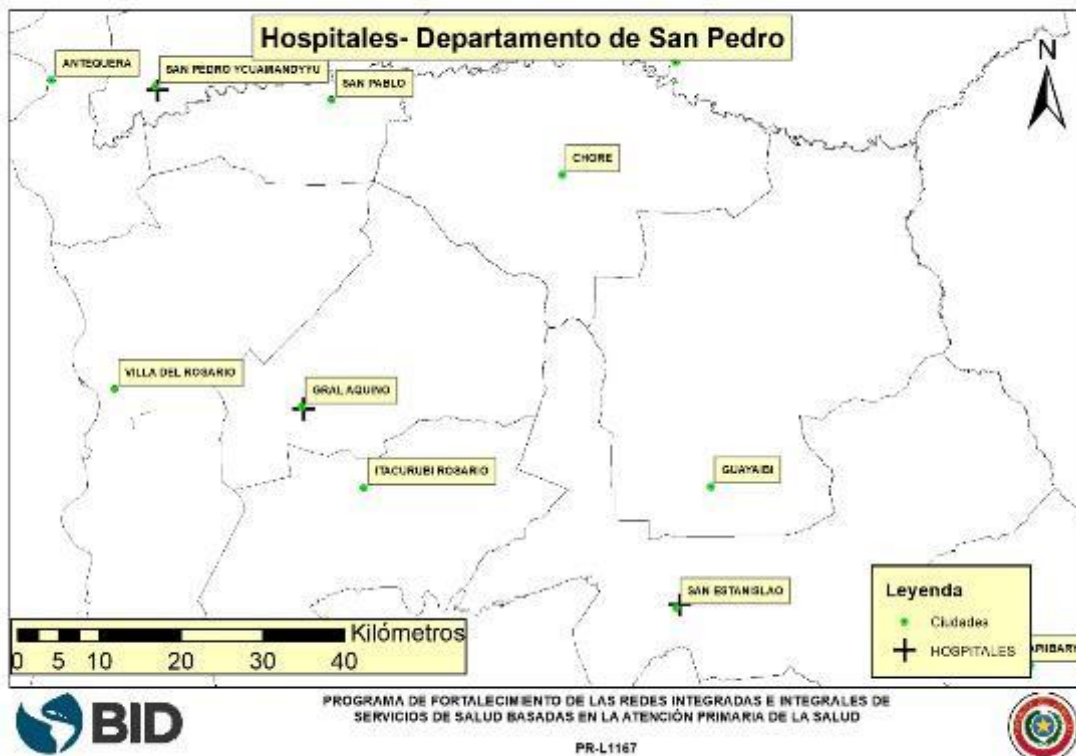 Hospitales- Departamento de San Pedro
N
ANTEQUERA
SAN PEDRO YCUAMANDYYU
SAN PABLO
CHORE
VILLA DEL ROSARIO
GRAL AQUINO
ITACURUBI ROSARIO
GUAYAIBI
SAN ESTANISLAO
Leyenda
Ciudades
HOSPITALES
Kilómetros
0 5 10 20 30 40
BID
PROGRAMA DE FORTALECIMIENTO DE LAS REDES INTEGRADAS E INTEGRALES DE
SERVICIOS DE SALUD BASADAS EN LA ATENCIÓN PRIMARIA DE LA SALUD
PR-L1167